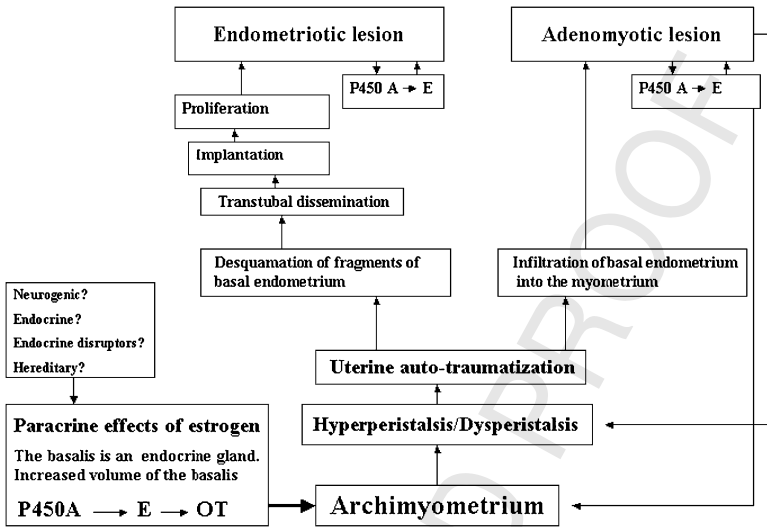 Endometriotic lesion
Adenomyotic lesion
P450 A → E
P450 A → E
Proliferation
Implantation
Transtubal dissemination
Desquamation of fragments of
basal endometrium
Infiltration of basal endometrium
into the myometrium
Neurogenic?
Endocrine?
Endocrine disruptors?
Hereditary?
Uterine auto-traumatization
Paracrine effects of estrogen
The basalis is an endocrine gland.
Increased volume of the basalis
P450A → E → OT
Hyperperistalsis/Dysperistalsis
Archimyometrium
D PROOF